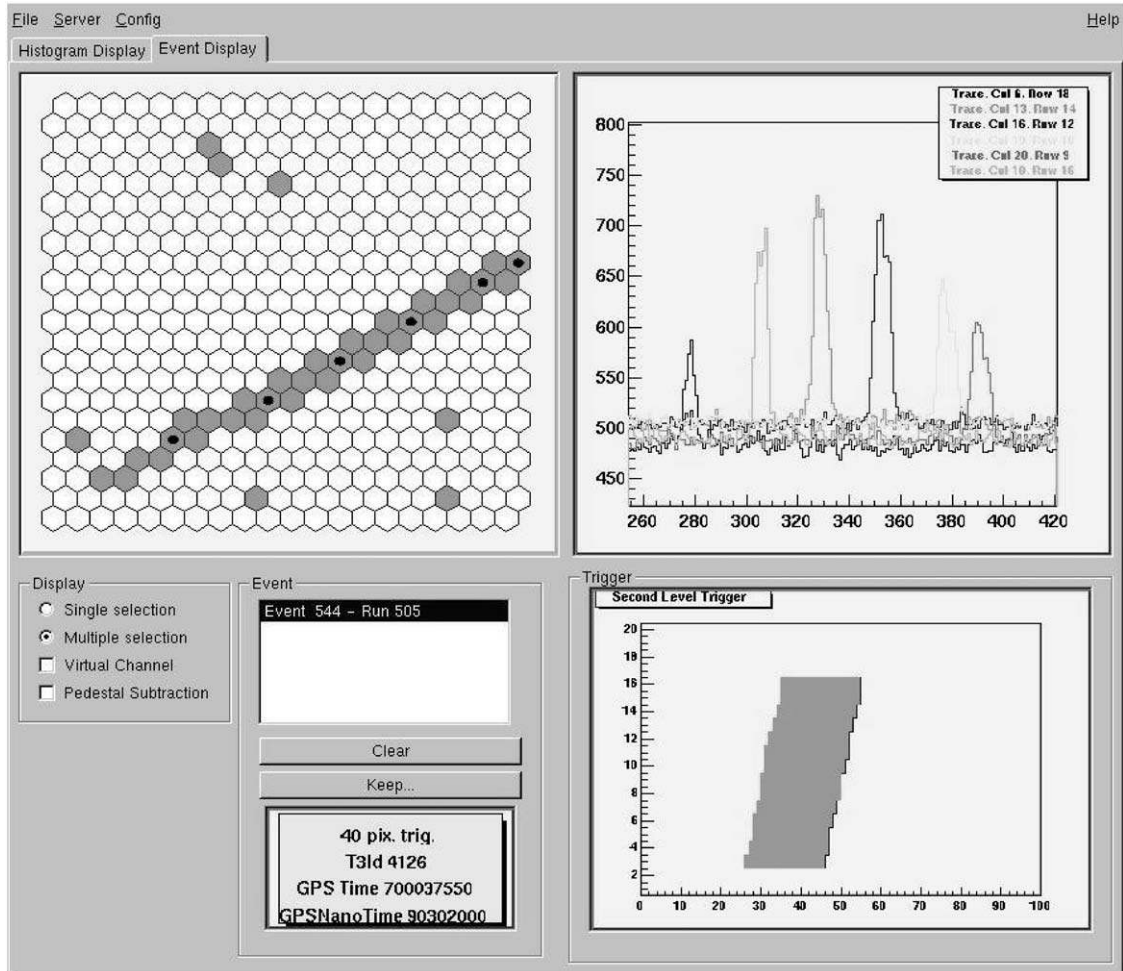 File Server Config Help
Histogram Display Event Display
Trace. Col 6. Row 18
Trace. Col 13. Row 14
Trace. Col 16. Row 12
Trace. Col 20. Row 9
Trace. Col 10. Row 16
800
750
700
650
600
550
500
450
260 280 300 320 340 360 380 400 420
Display
Single selection
Multiple selection
Virtual Channel
Pedestal Subtraction
Event
Event 544 – Run 505
Clear
Keep...
40 pix. trig.
T3Id 4126
GPS Time 700037550
GPSNanoTime 90302000
Trigger
Second Level Trigger
20
18
16
14
12
10
8
6
4
2
0 10 20 30 40 50 60 70 80 90 100